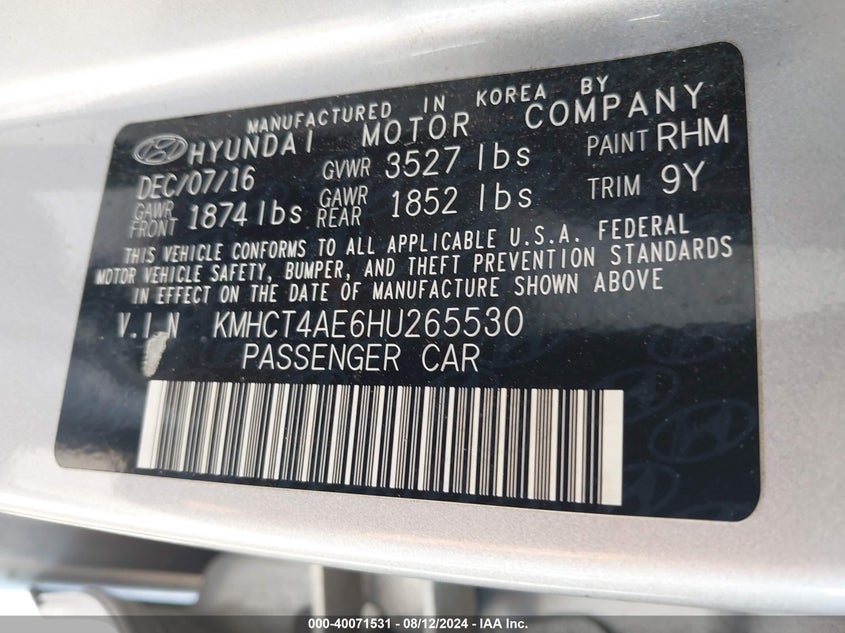 MANUFACTURED IN KOREA BY
HYUNDAI MOTOR COMPANY
DEC/07/16 GVWR 3527 lbs PAINT RHM
GAWR FRONT 1874 lbs GAWR REAR 1852 lbs TRIM 9Y
THIS VEHICLE CONFORMS TO ALL APPLICABLE U.S.A. FEDERAL
MOTOR VEHICLE SAFETY, BUMPER, AND THEFT PREVENTION STANDARDS
IN EFFECT ON THE DATE OF MANUFACTURE SHOWN ABOVE
V.I.N KMHCT4AE6HU265530
PASSENGER CAR
000-40071531 - 08/12/2024 - IAA Inc.